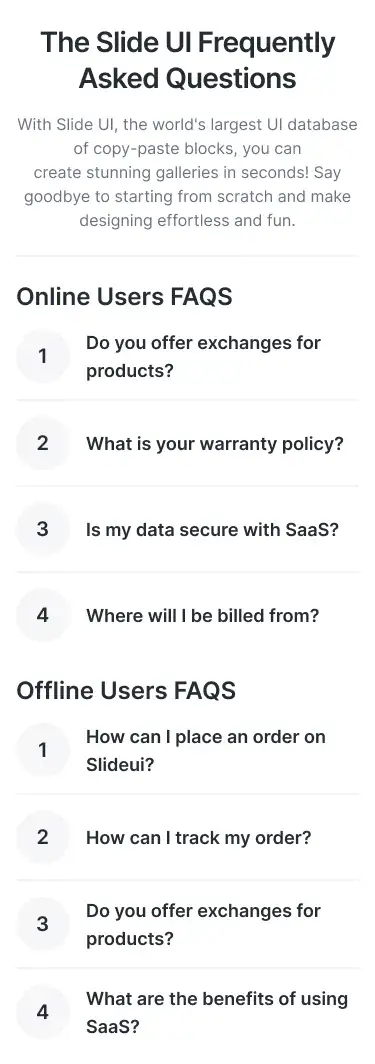 The Slide UI Frequently
Asked Questions
With Slide UI, the world's largest UI database
of copy-paste blocks, you can
create stunning galleries in seconds! Say
goodbye to starting from scratch and make
designing effortless and fun.
Online Users FAQS
1
Do you offer exchanges for
products?
2
What is your warranty policy?
3
Is my data secure with SaaS?
4
Where will I be billed from?
Offline Users FAQS
1
How can I place an order on
Slideui?
2
How can I track my order?
3
Do you offer exchanges for
products?
4
What are the benefits of using
SaaS?